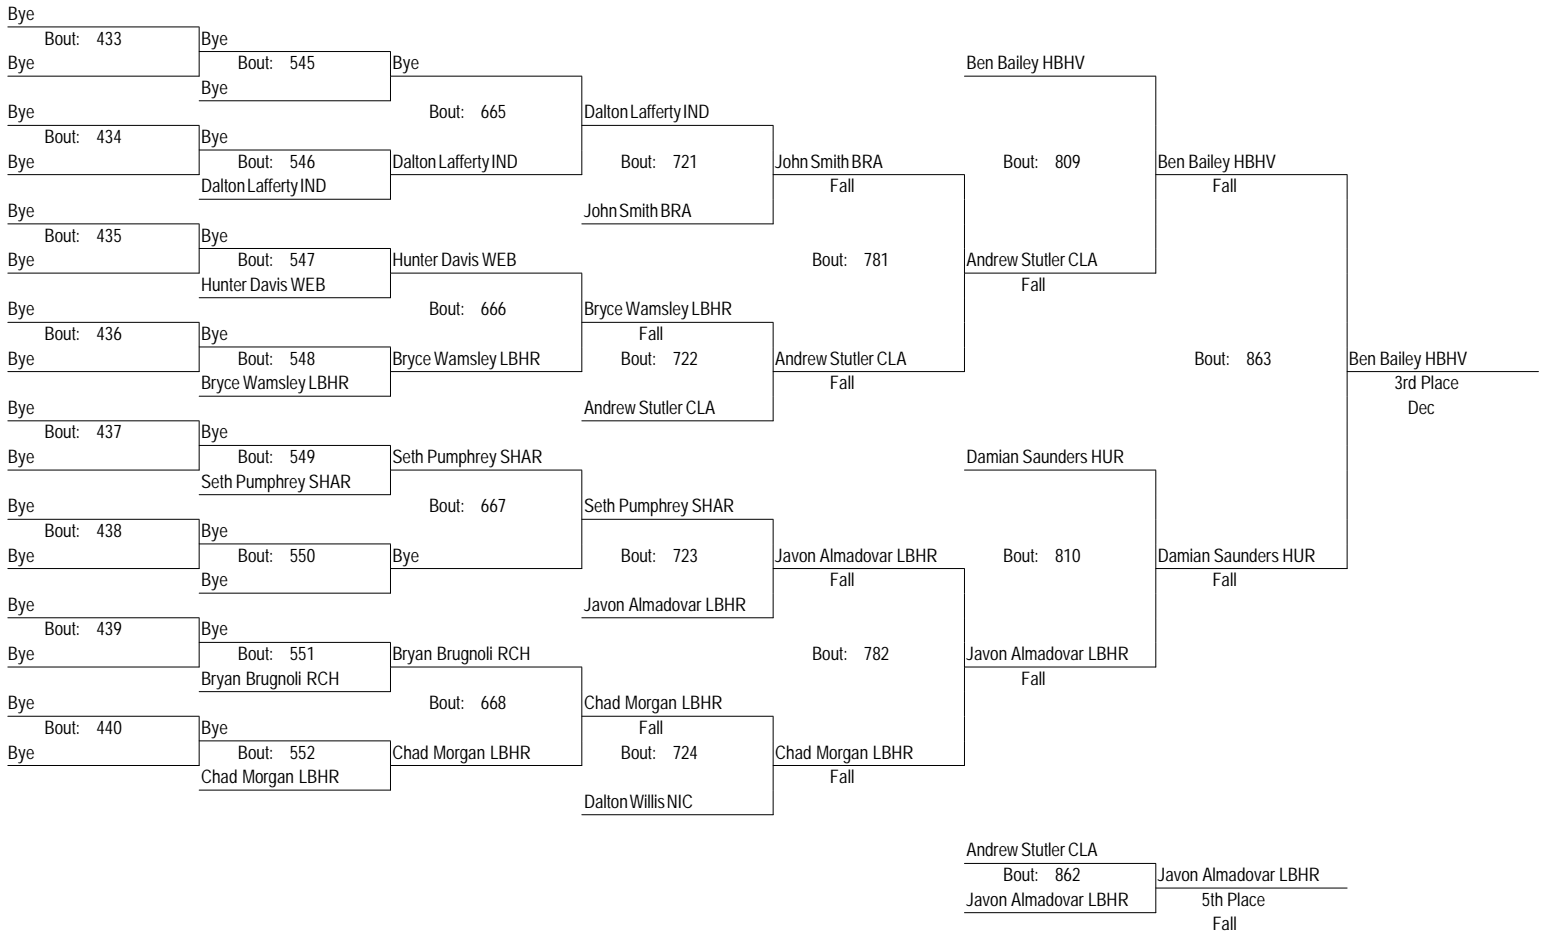 Bye
Bout: 433
Bye
Bye
Bout: 545
Bye
Bye
Bout: 434
Bye
Bye
Bout: 546
Dalton Lafferty IND
Bye
Bout: 665
Dalton Lafferty IND
Bye
Bout: 435
Bye
Bye
Bout: 547
Hunter Davis WEB
Bye
Bout: 436
Bye
Bye
Bout: 548
Bryce Wamsley LBHR
Hunter Davis WEB
Bout: 666
Bryce Wamsley LBHR
Dalton Lafferty IND
Bout: 721
John Smith BRA
Bryce Wamsley LBHR
Fall
Bout: 722
Andrew Stutler CLA
John Smith BRA
Fall
Bout: 781
Andrew Stutler CLA
Fall
Bye
Bout: 437
Bye
Bye
Bout: 549
Seth Pumphrey SHAR
Bye
Bout: 438
Bye
Bye
Bout: 550
Bye
Seth Pumphrey SHAR
Bout: 667
Bye
Bye
Bout: 439
Bye
Bye
Bout: 551
Bryan Brugnoli RCH
Bye
Bout: 440
Bye
Bye
Bout: 552
Chad Morgan LBHR
Bryan Brugnoli RCH
Bout: 668
Chad Morgan LBHR
Seth Pumphrey SHAR
Bout: 723
Javon Almadovar LBHR
Chad Morgan LBHR
Fall
Bout: 724
Dalton Willis NIC
Javon Almadovar LBHR
Fall
Bout: 782
Chad Morgan LBHR
Fall
Ben Bailey HBHV
Bout: 809
Andrew Stutler CLA
Fall
Damian Saunders HUR
Bout: 810
Javon Almadovar LBHR
Fall
Ben Bailey HBHV
Fall
Bout: 863
Damian Saunders HUR
Fall
Ben Bailey HBHV
3rd Place
Dec
Andrew Stutler CLA
Bout: 862
Javon Almadovar LBHR
Javon Almadovar LBHR
5th Place
Fall